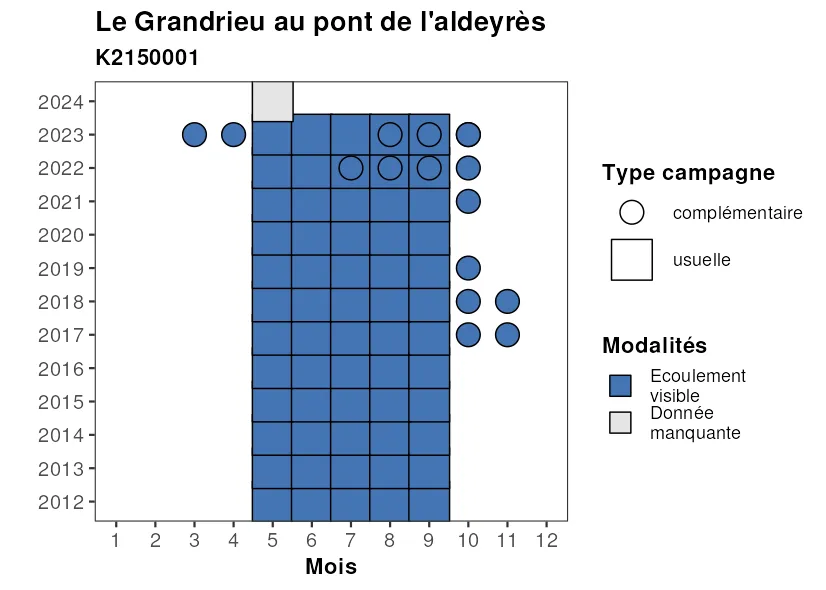 Le Grandrieu au pont de l'aldeyrès
K2150001
2024
2023
2022
2021
2020
2019
2018
2017
2016
2015
2014
2013
2012
1 2 3 4 5 6 7 8 9 10 11 12
Mois
Type campagne
complémentaire
usuelle
Modalités
Ecoulement
visible
Donnée
manquante